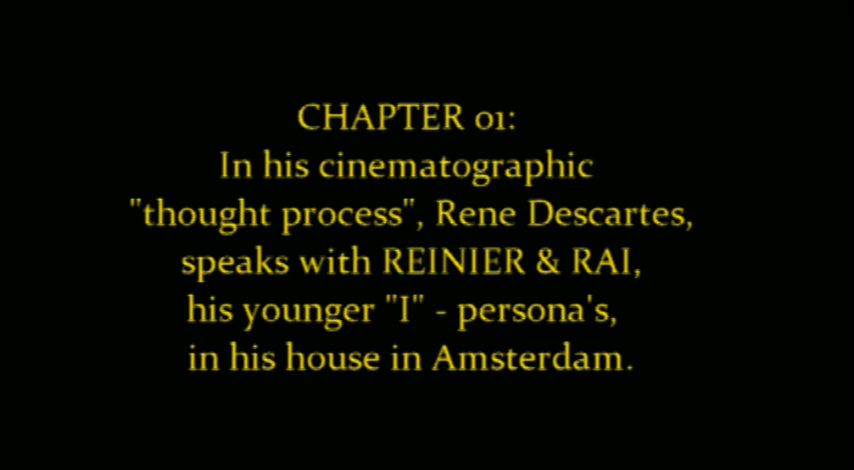 CHAPTER 01:
In his cinematographic
"thought process", Rene Descartes,
speaks with REINIER & RAI,
his younger "I" - persona's,
in his house in Amsterdam.